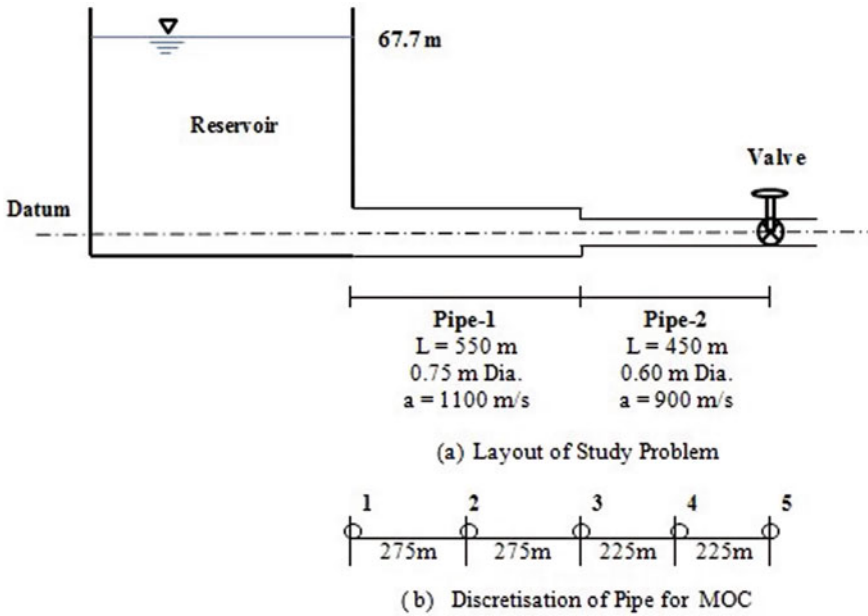 67.7 m
Reservoir
Valve
Datum
Pipe-1
L = 550 m
0.75 m Dia.
a = 1100 m/s
Pipe-2
L = 450 m
0.60 m Dia.
a = 900 m/s
(a) Layout of Study Problem
1 2 3 4 5
275m 275m 225m 225m
(b) Discretisation of Pipe for MOC